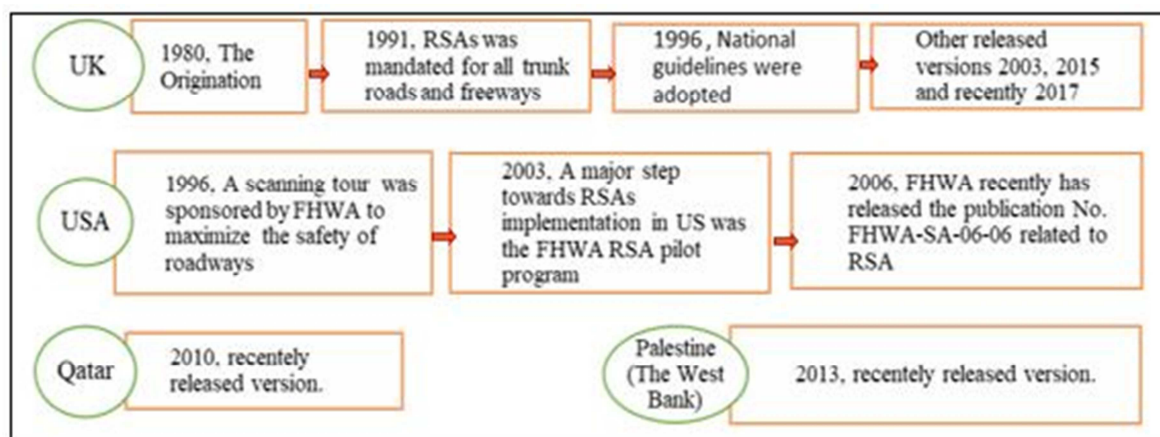 UK
1980, The
Origination
1991, RSAs was
mandated for all trunk
roads and freeways
1996, National
guidelines were
adopted
Other released
versions 2003, 2015
and recently 2017
USA
1996, A scanning tour was
sponsored by FHWA to
maximize the safety of
roadways
2003, A major step
towards RSAs
implementation in US was
the FHWA RSA pilot
program
2006, FHWA recently has
released the publication No.
FHWA-SA-06-06 related to
RSA
Qatar
2010, recentely
released version.
Palestine
(The West
Bank)
2013, recentely released version.